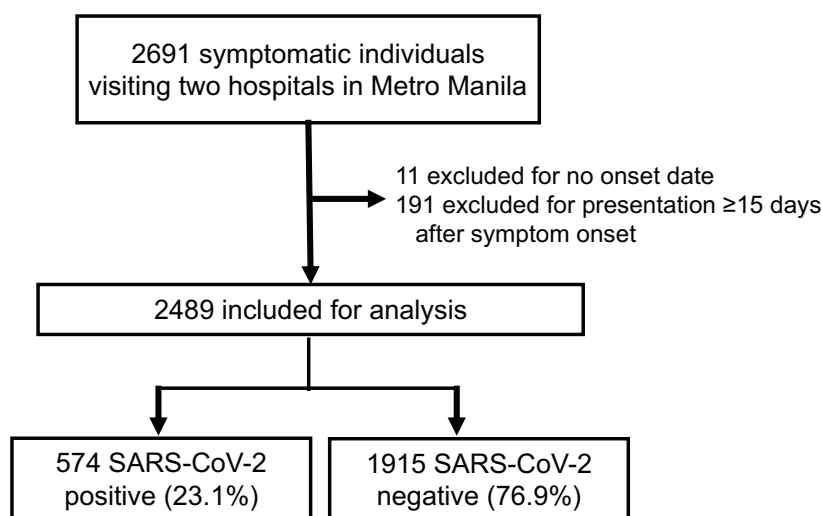 2691 symptomatic individuals
visiting two hospitals in Metro Manila
11 excluded for no onset date
191 excluded for presentation ≥15 days
after symptom onset
2489 included for analysis
574 SARS-CoV-2
positive (23.1%)
1915 SARS-CoV-2
negative (76.9%)